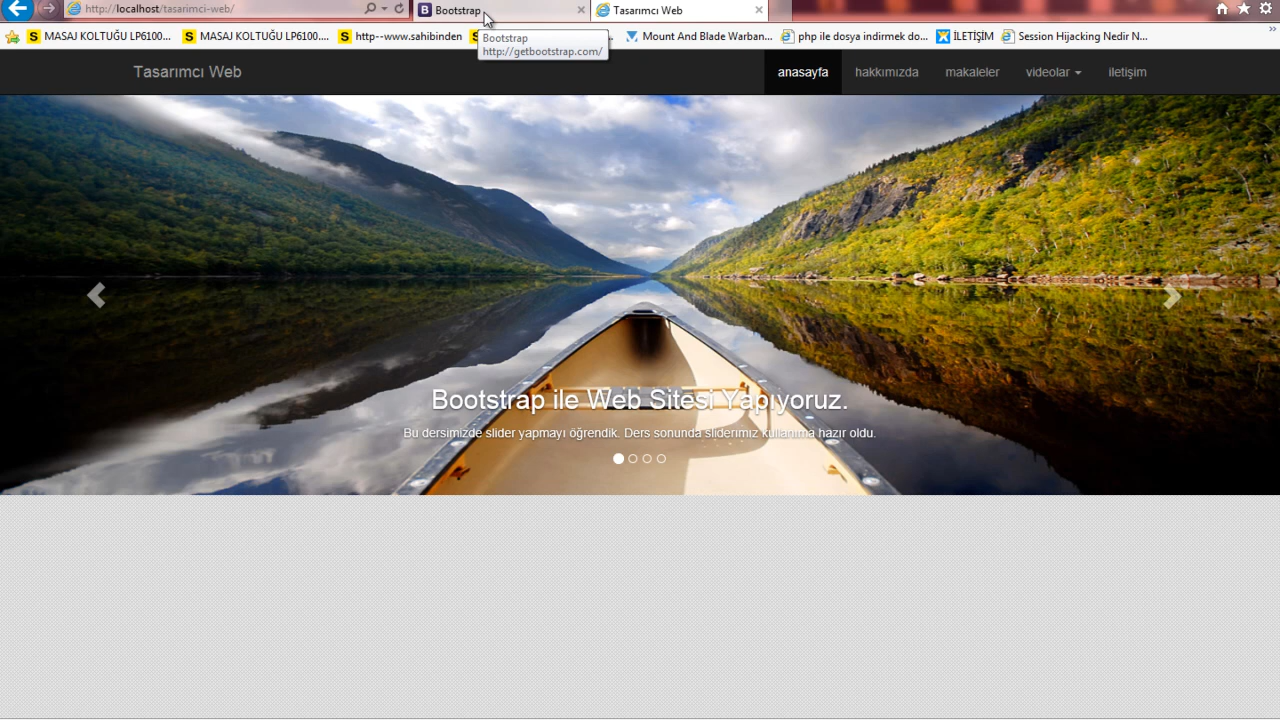 http://localhost/tasarimci-web/
Bootstrap
Tasarımcı Web
MASAJ KOLTUĞU LP6100...
MASAJ KOLTUĞU LP6100....
http--www.sahibinden
Mount And Blade Warban...
php ile dosya indirmek do...
İLETİŞİM
Session Hijacking Nedir N...
Bootstrap
http://getbootstrap.com/
Tasarımcı Web
anasayfa
hakkımızda
makaleler
videolar
iletişim
Bootstrap ile Web Sitesi Yapıyoruz.
Bu dersimizde slider yapmayı öğrendik. Ders sonunda sliderimiz kullanıma hazır oldu.